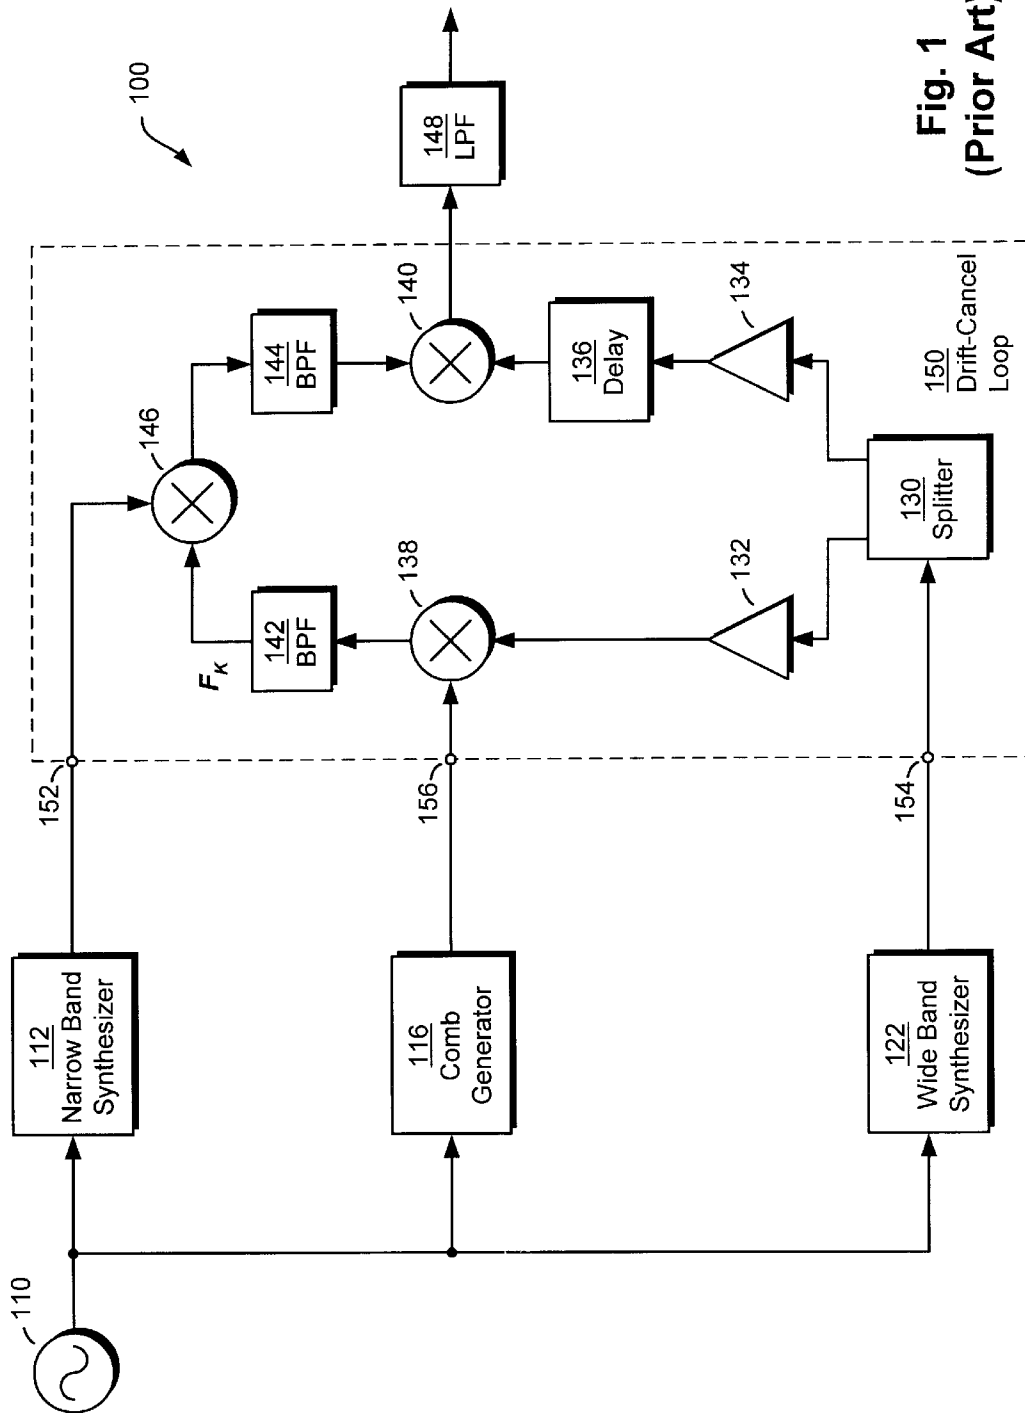 110
112
Narrow Band
Synthesizer
116
Comb
Generator
122
Wide Band
Synthesizer
152
156
154
F_K
142
BPF
138
132
146
144
BPF
140
136
Delay
134
130
Splitter
150
Drift-Cancel
Loop
148
LPF
100
Fig. 1
(Prior Art)